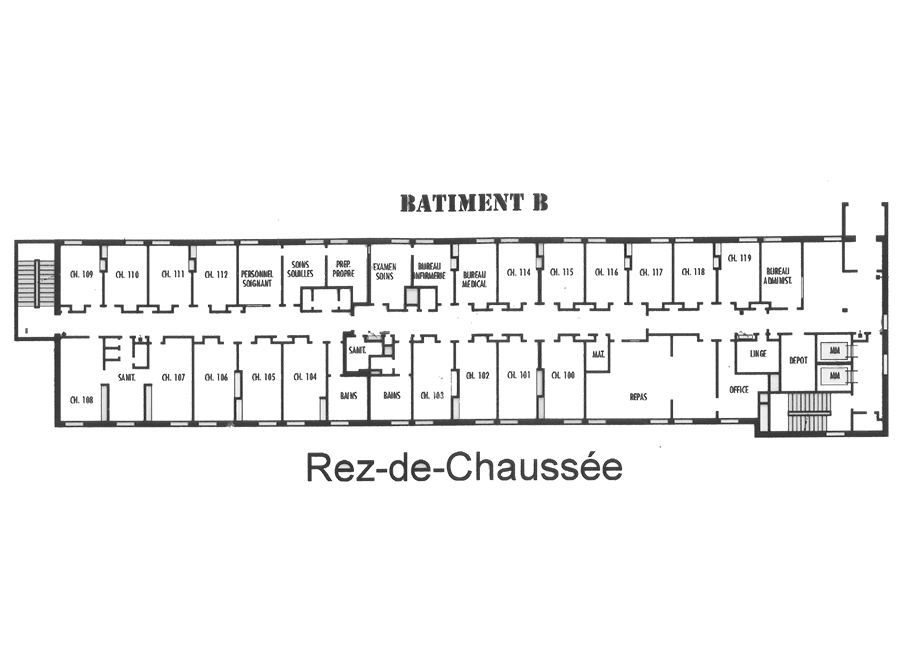 BATIMENT B
CH. 109
CH. 110
CH. 111
CH. 112
PERSONNEL
SOIGNANT
SOINS
SOUILLES
PREP.
PROPRE
EXAMEN
SOINS
BUREAU
INFIRMERIE
BUREAU
MEDICAL
CH. 114
CH. 115
CH. 116
CH. 117
CH. 118
CH. 119
BUREAU
ADMINIST.
CH. 108
SANIT.
CH. 107
CH. 106
CH. 105
CH. 104
BAINS
SANIT.
BAINS
CH. 103
CH. 102
CH. 101
CH. 100
MAT.
REPAS
LINGE
OFFICE
DEPOT
MM
MM
Rez-de-Chaussée